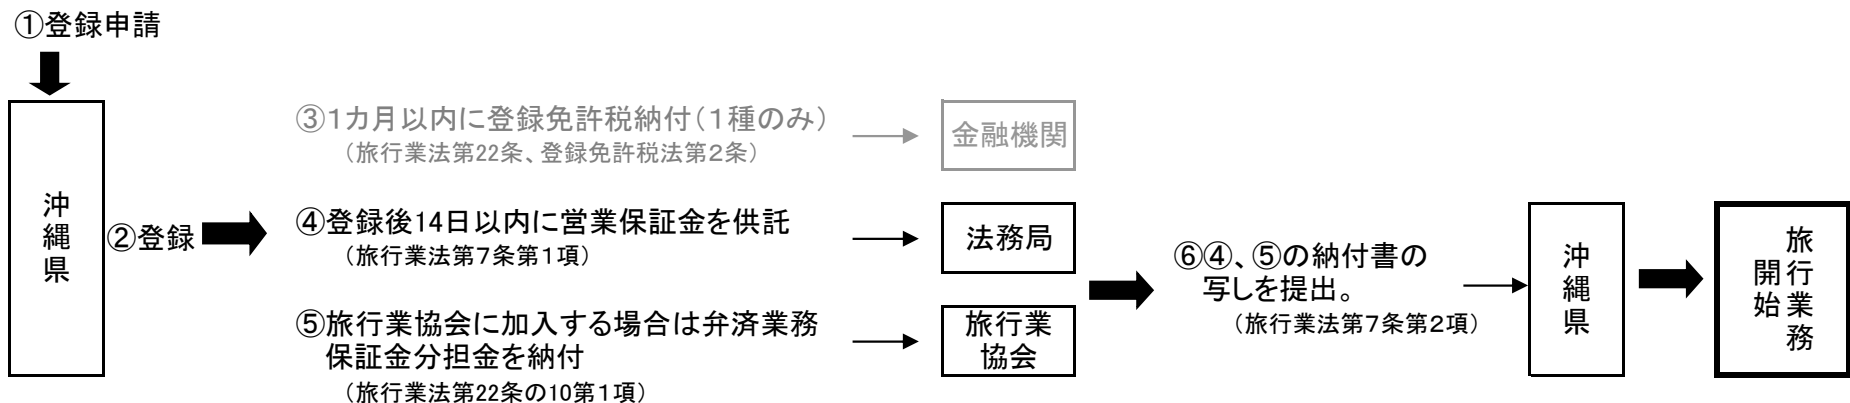 ①登録申請
沖縄県
②登録
③１カ月以内に登録免許税納付（１種のみ）
（旅行業法第22条、登録免許税法第２条）
金融機関
④登録後14日以内に営業保証金を供託
（旅行業法第７条第１項）
法務局
⑤旅行業協会に加入する場合は弁済業務
保証金分担金を納付
（旅行業法第22条の10第１項）
旅行業
協会
⑥④、⑤の納付書の
写しを提出。
（旅行業法第７条第２項）
沖縄県
旅行業務
開始